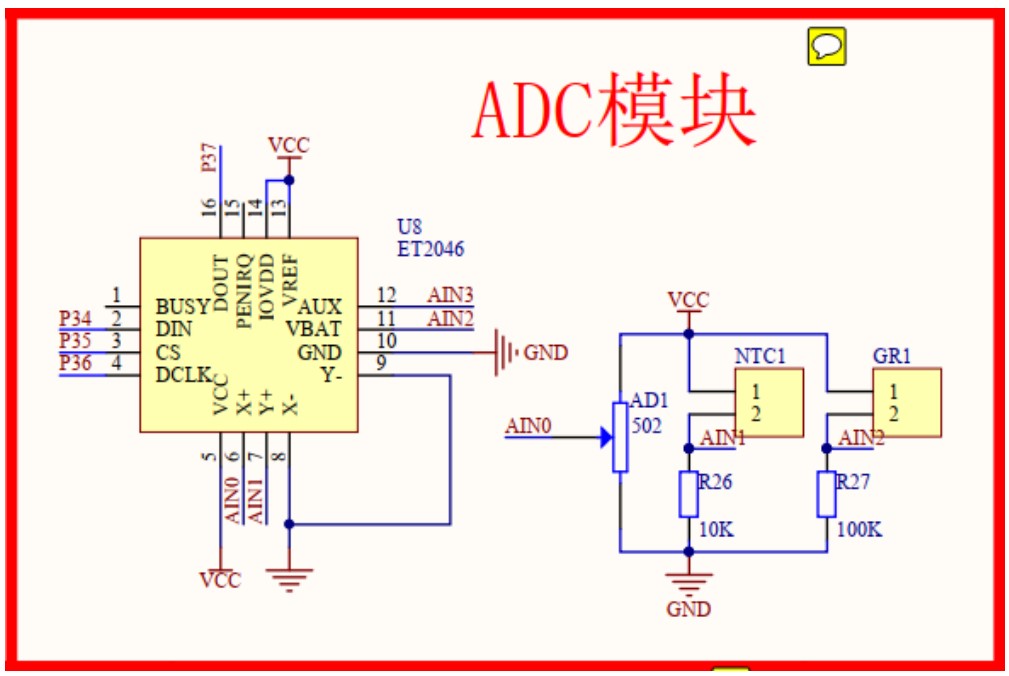 ADC模块
P37
VCC
16
15
14
13
U8
ET2046
DOUT
PENIRQ
IOVDD
VREF
1 BUSY
P34 2 DIN
P35 3 CS
P36 4 DCLK
AUX 12 AIN3
VBAT 11 AIN2
GND 10 GND
Y- 9
VCC
X+
Y+
X-
5
6
7
8
AIN0
AIN1
VCC
VCC
NTC1
GR1
1
2
1
2
AD1
502
AIN0
AIN1
AIN2
R26
10K
R27
100K
GND